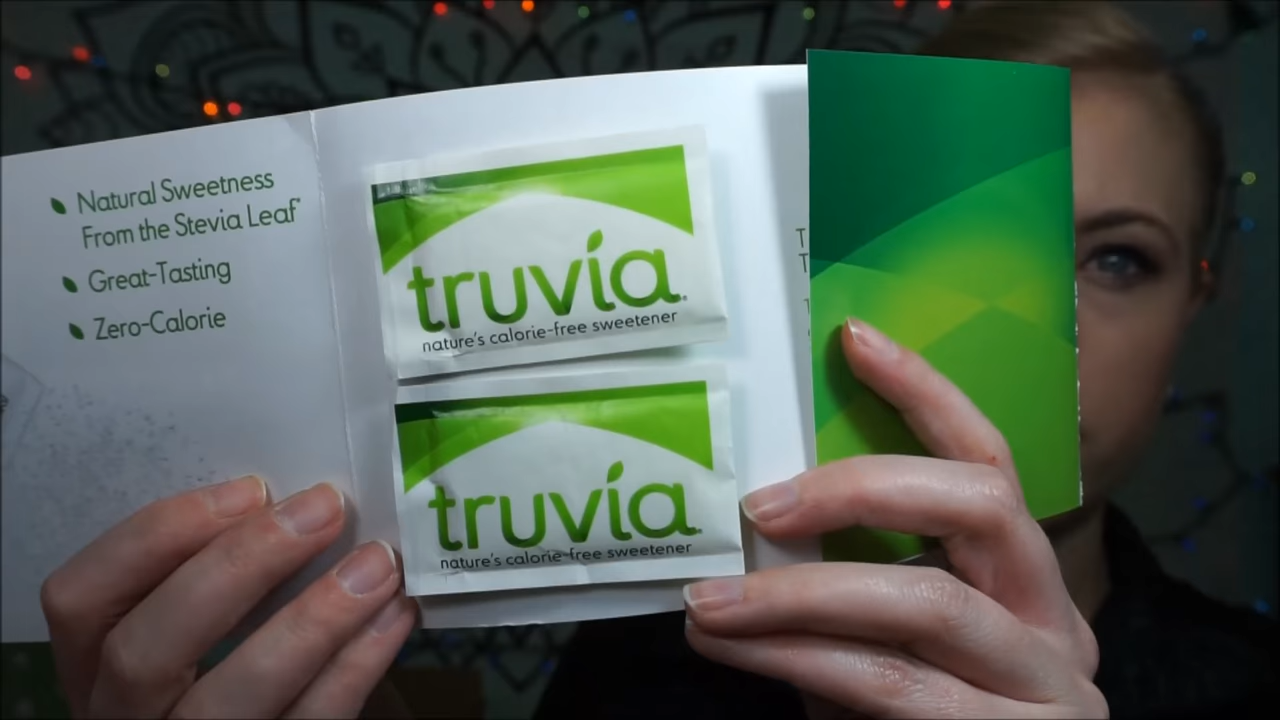 Natural Sweetness
From the Stevia Leaf*
Great-Tasting
Zero-Calorie
truvia.
nature's calorie-free sweetener
truvia.
nature's calorie-free sweetener